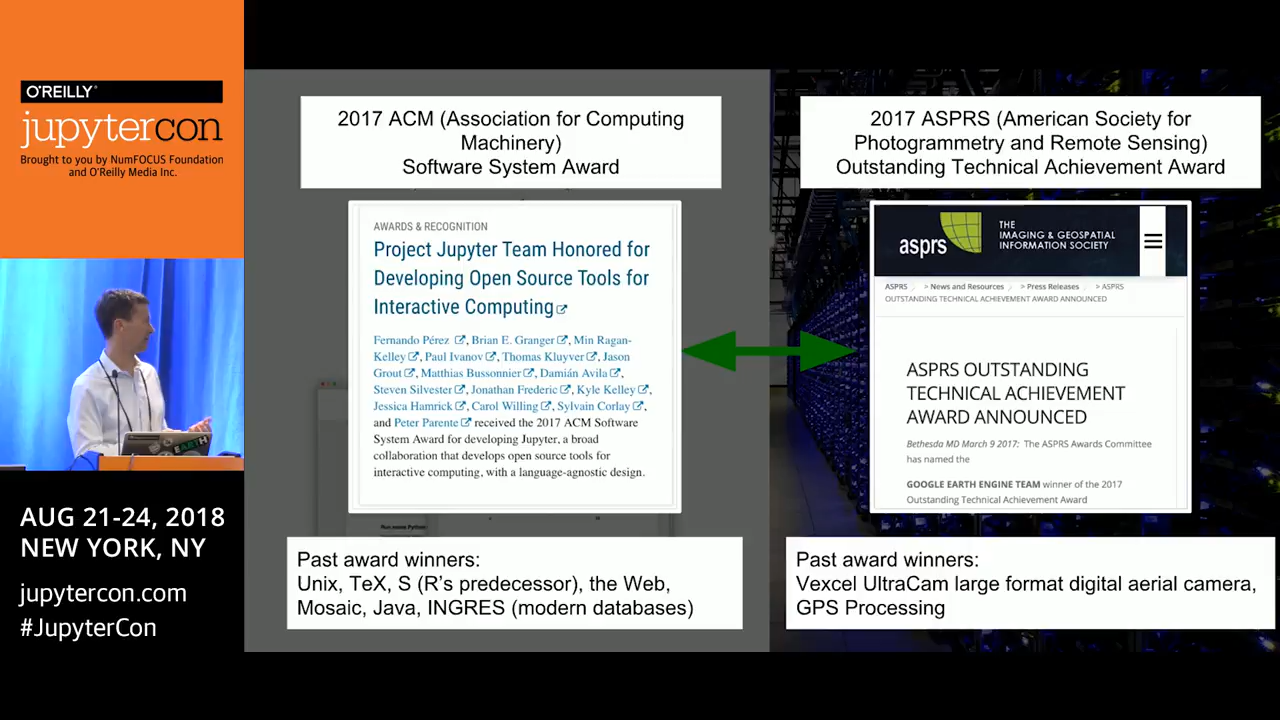 O'REILLY®
jupytercon
Brought to you by NumFOCUS Foundation
and O'Reilly Media Inc.
EARTH
AUG 21-24, 2018
NEW YORK, NY
jupytercon.com
#JupyterCon
2017 ACM (Association for Computing
Machinery)
Software System Award
AWARDS & RECOGNITION
Project Jupyter Team Honored for
Developing Open Source Tools for
Interactive Computing
Fernando Pérez, Brian E. Granger, Min Ragan-
Kelley, Paul Ivanov, Thomas Kluyver, Jason
Grout, Matthias Bussonnier, Damián Avila,
Steven Silvester, Jonathan Frederic, Kyle Kelley,
Jessica Hamrick, Carol Willing, Sylvain Corlay,
and Peter Parente received the 2017 ACM Software
System Award for developing Jupyter, a broad
collaboration that develops open source tools for
interactive computing, with a language-agnostic design.
Past award winners:
Unix, TeX, S (R's predecessor), the Web,
Mosaic, Java, INGRES (modern databases)
2017 ASPRS (American Society for
Photogrammetry and Remote Sensing)
Outstanding Technical Achievement Award
asprs
THE
IMAGING & GEOSPATIAL
INFORMATION SOCIETY
ASPRS > News and Resources > Press Releases > ASPRS
OUTSTANDING TECHNICAL ACHIEVEMENT AWARD ANNOUNCED
ASPRS OUTSTANDING
TECHNICAL ACHIEVEMENT
AWARD ANNOUNCED
Bethesda MD March 9 2017: The ASPRS Awards Committee
has named the
GOOGLE EARTH ENGINE TEAM winner of the 2017
Outstanding Technical Achievement Award
Past award winners:
Vexcel UltraCam large format digital aerial camera,
GPS Processing